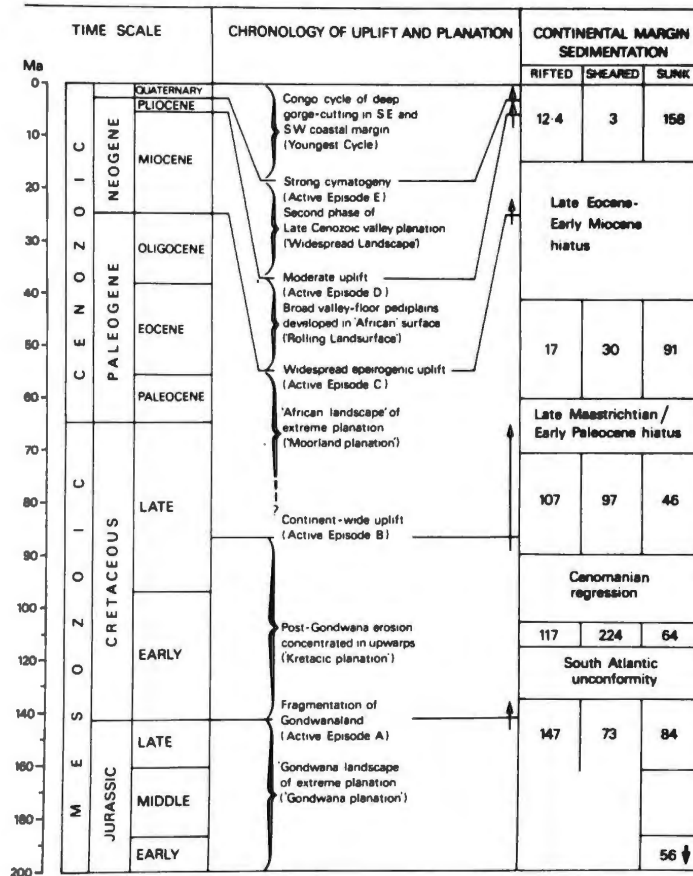 TIME SCALE
CHRONOLOGY OF UPLIFT AND PLANATION
CONTINENTAL MARGIN
SEDIMENTATION
RIFTED SHEARED SUNK
Ma
0
10
20
30
40
50
60
70
80
90
100
120
140
160
180
200
CENOZOIC
MESOZOIC
NEOGENE
PALEOGENE
CRETACEOUS
JURASSIC
QUATERNARY
PLIOCENE
MIOCENE
OLIGOCENE
EOCENE
PALEOCENE
LATE
EARLY
LATE
MIDDLE
EARLY
Congo cycle of deep
gorge-cutting in SE and
SW coastal margin
(Youngest Cycle)
Strong cymatogeny
(Active Episode E)
Second phase of
Late Cenozoic valley planation
('Widespread Landscape')
Moderate uplift
(Active Episode D)
Broad valley-floor pediplains
developed in 'African' surface
('Rolling Landsurface')
Widespread epeirogenic uplift
(Active Episode C)
'African landscape' of
extreme planation
('Moorland planation')
?
Continent-wide uplift
(Active Episode B)
Post-Gondwana erosion
concentrated in upwarps
('Kretacic planation')
Fragmentation of
Gondwanaland
(Active Episode A)
'Gondwana landscape
of extreme planation
('Gondwana planation')
12·4 3 158
Late Eocene-
Early Miocene
hiatus
17 30 91
Late Maastrichtian /
Early Paleocene hiatus
107 97 46
Cenomanian
regression
117 224 64
South Atlantic
unconformity
147 73 84
56